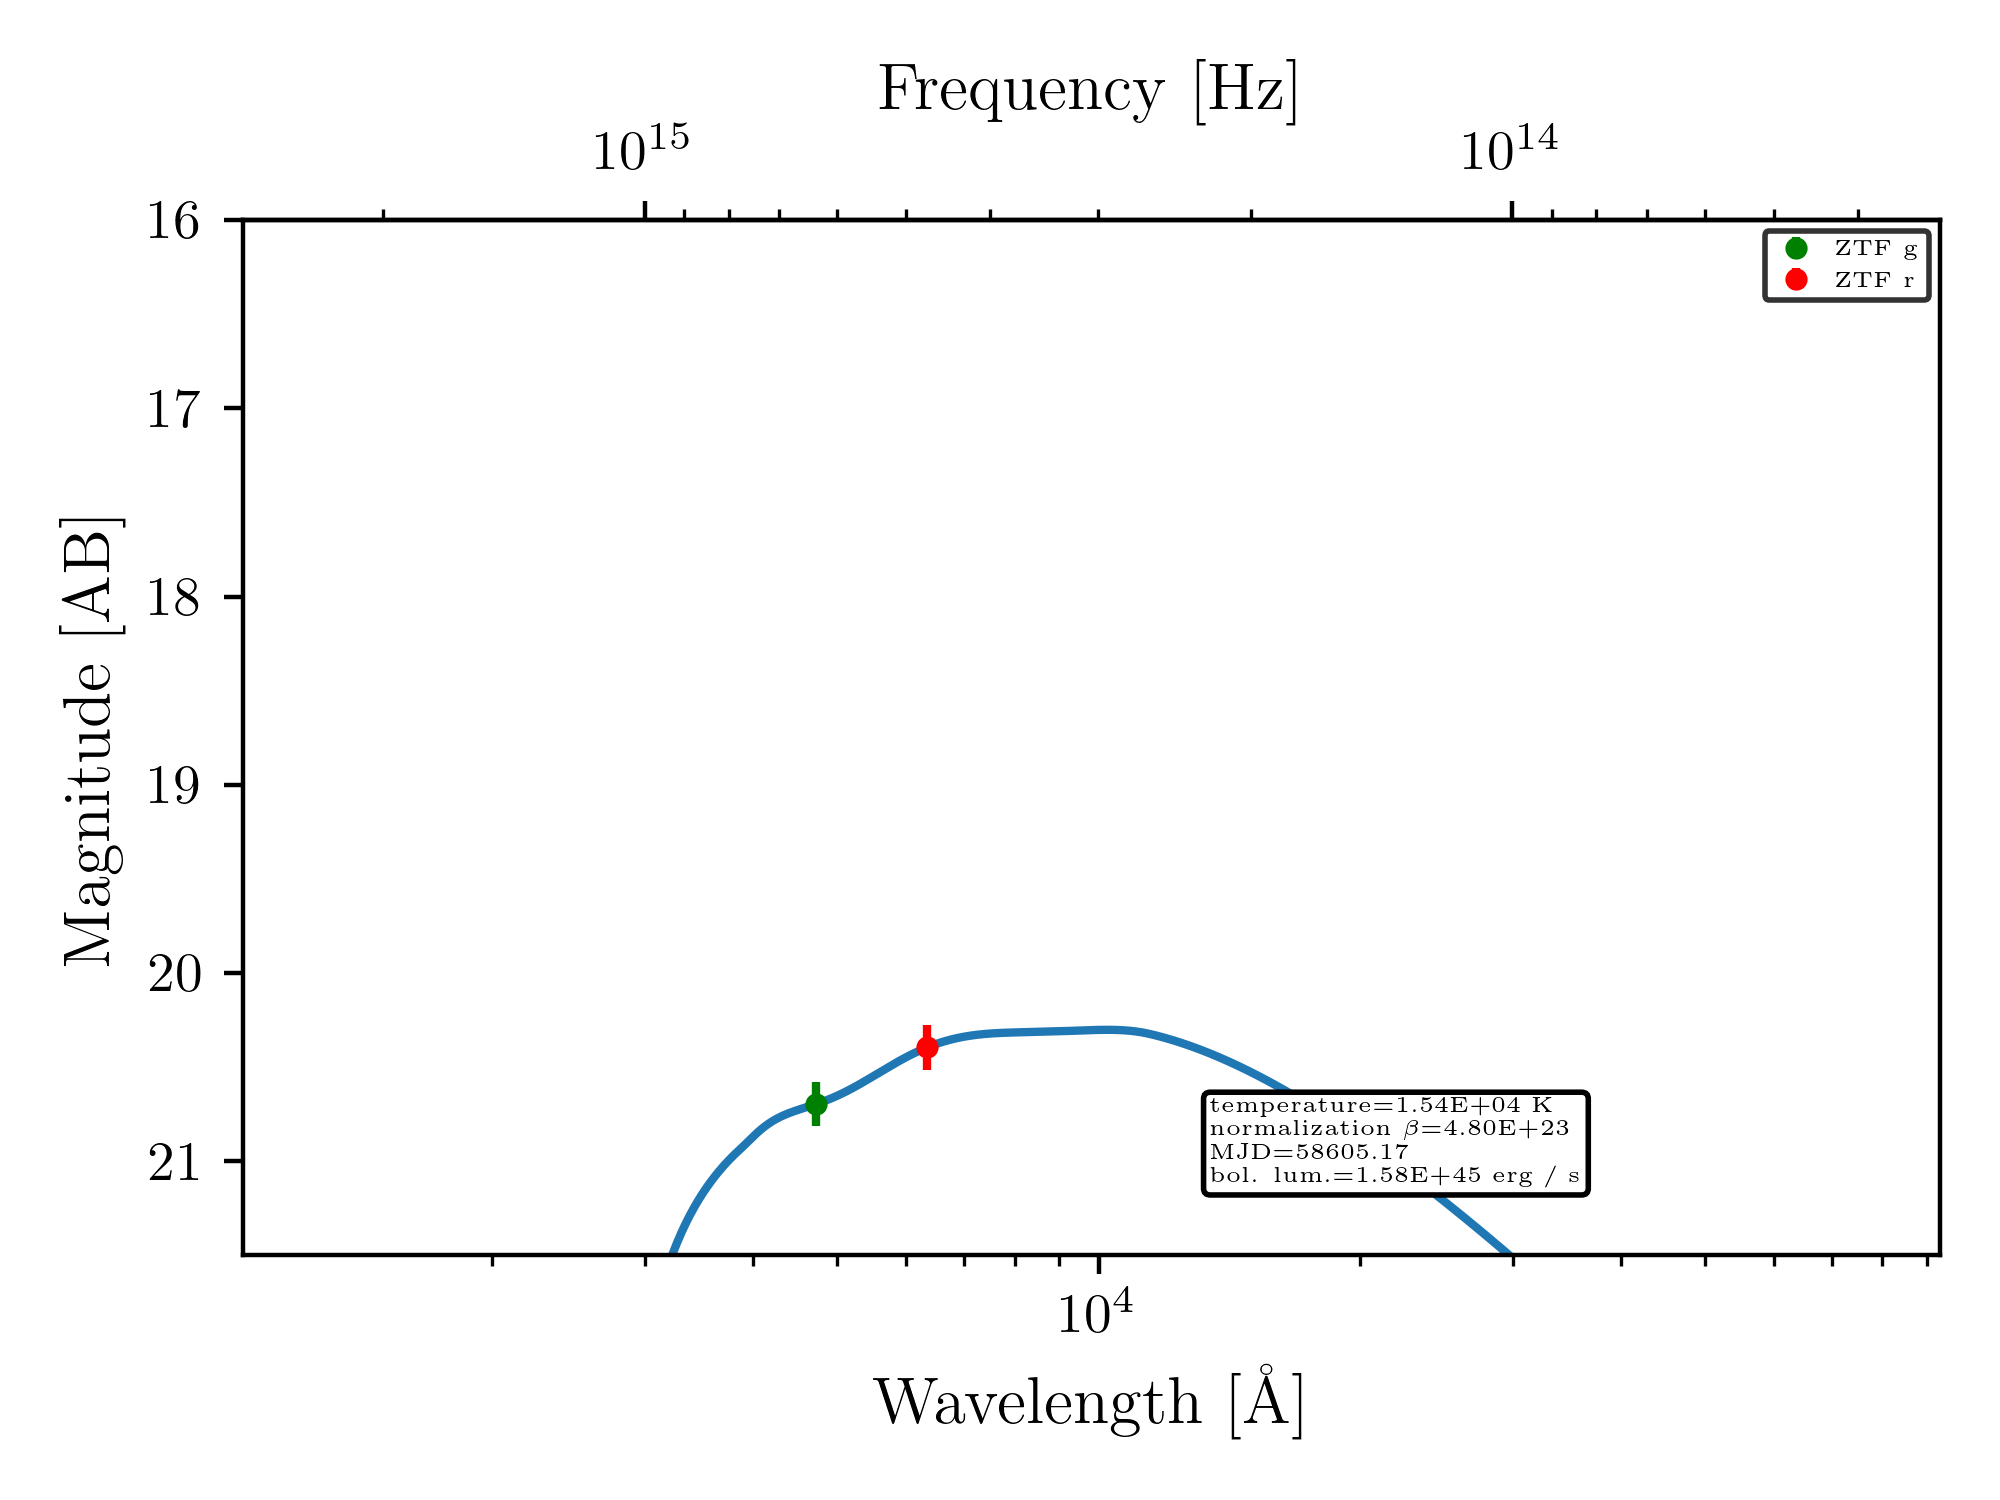 Frequency [Hz]
10^15 10^14
16
ZTF g
ZTF r
17
18
19
20
21
Magnitude [AB]
temperature=1.54E+04 K
normalization β=4.80E+23
MJD=58605.17
bol. lum.=1.58E+45 erg / s
10^4
Wavelength [Å]